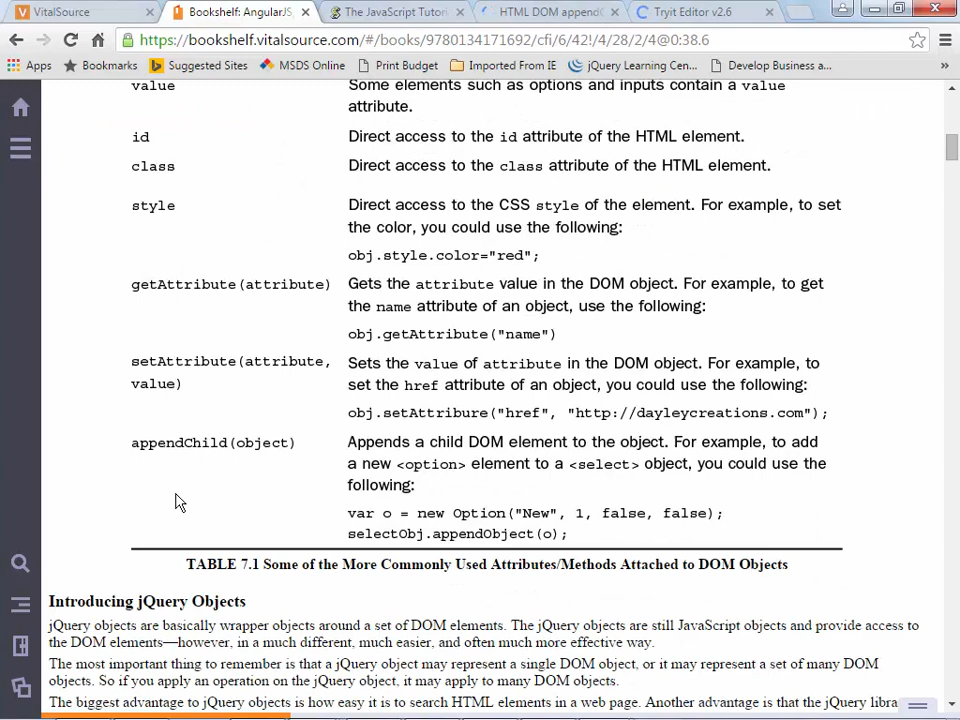 VitalSource
Bookshelf: AngularJS,
The JavaScript Tutori
HTML DOM appendC
Tryit Editor v2.6
https://bookshelf.vitalsource.com/#/books/9780134171692/cfi/6/42!/4/28/2/4@0:38.6
Apps Bookmarks Suggested Sites MSDS Online Print Budget Imported From IE jQuery Learning Cen... Develop Business a... »
value Some elements such as options and inputs contain a value
attribute.
id Direct access to the id attribute of the HTML element.
class Direct access to the class attribute of the HTML element.
style Direct access to the CSS style of the element. For example, to set
the color, you could use the following:
obj.style.color="red";
getAttribute(attribute) Gets the attribute value in the DOM object. For example, to get
the name attribute of an object, use the following:
obj.getAttribute("name")
setAttribute(attribute, Sets the value of attribute in the DOM object. For example, to
value) set the href attribute of an object, you could use the following:
obj.setAttribure("href", "http://dayleycreations.com");
appendChild(object) Appends a child DOM element to the object. For example, to add
a new <option> element to a <select> object, you could use the
following:
var o = new Option("New", 1, false, false);
selectObj.appendObject(o);
TABLE 7.1 Some of the More Commonly Used Attributes/Methods Attached to DOM Objects
Introducing jQuery Objects
jQuery objects are basically wrapper objects around a set of DOM elements. The jQuery objects are still JavaScript objects and provide access to
the DOM elements—however, in a much different, much easier, and often much more effective way.
The most important thing to remember is that a jQuery object may represent a single DOM object, or it may represent a set of many DOM
objects. So if you apply an operation on the jQuery object, it may apply to many DOM objects.
The biggest advantage to jQuery objects is how easy it is to search HTML elements in a web page. Another advantage is that the jQuery libra